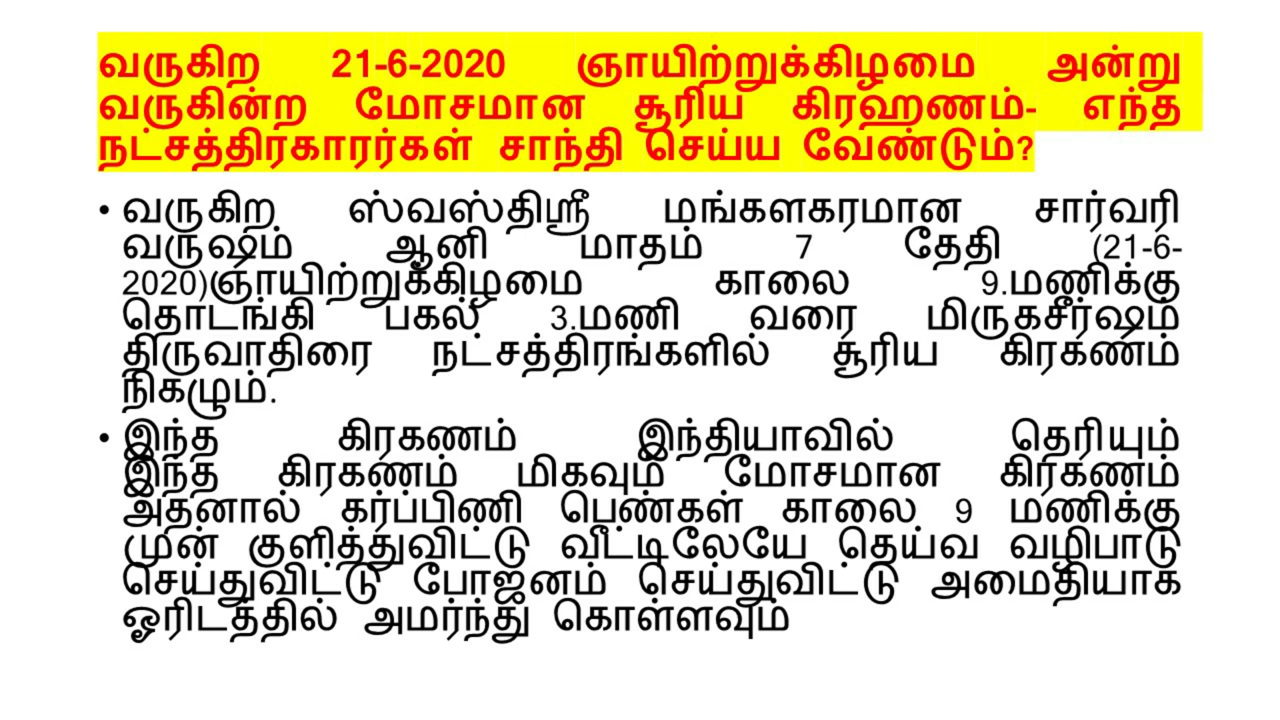 வருகிற 21-6-2020 ஞாயிற்றுக்கிழமை அன்று
வருகின்ற மோசமான சூரிய கிரஹணம்- எந்த
நட்சத்திரகாரர்கள் சாந்தி செய்ய வேண்டும்?
• வருகிற ஸ்வஸ்திஸ்ரீ மங்களகரமான சார்வரி
வருஷம் ஆனி மாதம் 7 தேதி (21-6-
2020)ஞாயிற்றுக்கிழமை காலை 9.மணிக்கு
தொடங்கி பகல் 3.மணி வரை மிருகசீர்ஷம்
திருவாதிரை நட்சத்திரங்களில் சூரிய கிரகணம்
நிகழும்.
• இந்த கிரகணம் இந்தியாவில் தெரியும்
இந்த கிரகணம் மிகவும் மோசமான கிரகணம்
அதனால் கர்ப்பிணி பெண்கள் காலை 9 மணிக்கு
முன் குளித்துவிட்டு வீட்டிலேயே தெய்வ வழிபாடு
செய்துவிட்டு போஜனம் செய்துவிட்டு அமைதியாக
ஓரிடத்தில் அமர்ந்து கொள்ளவும்